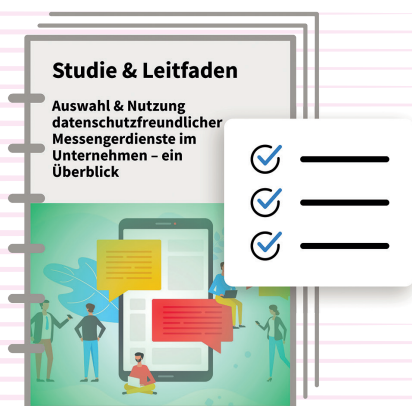 Studie & Leitfaden
Auswahl & Nutzung
datenschutzfreundlicher
Messengerdienste im
Unternehmen – ein
Überblick